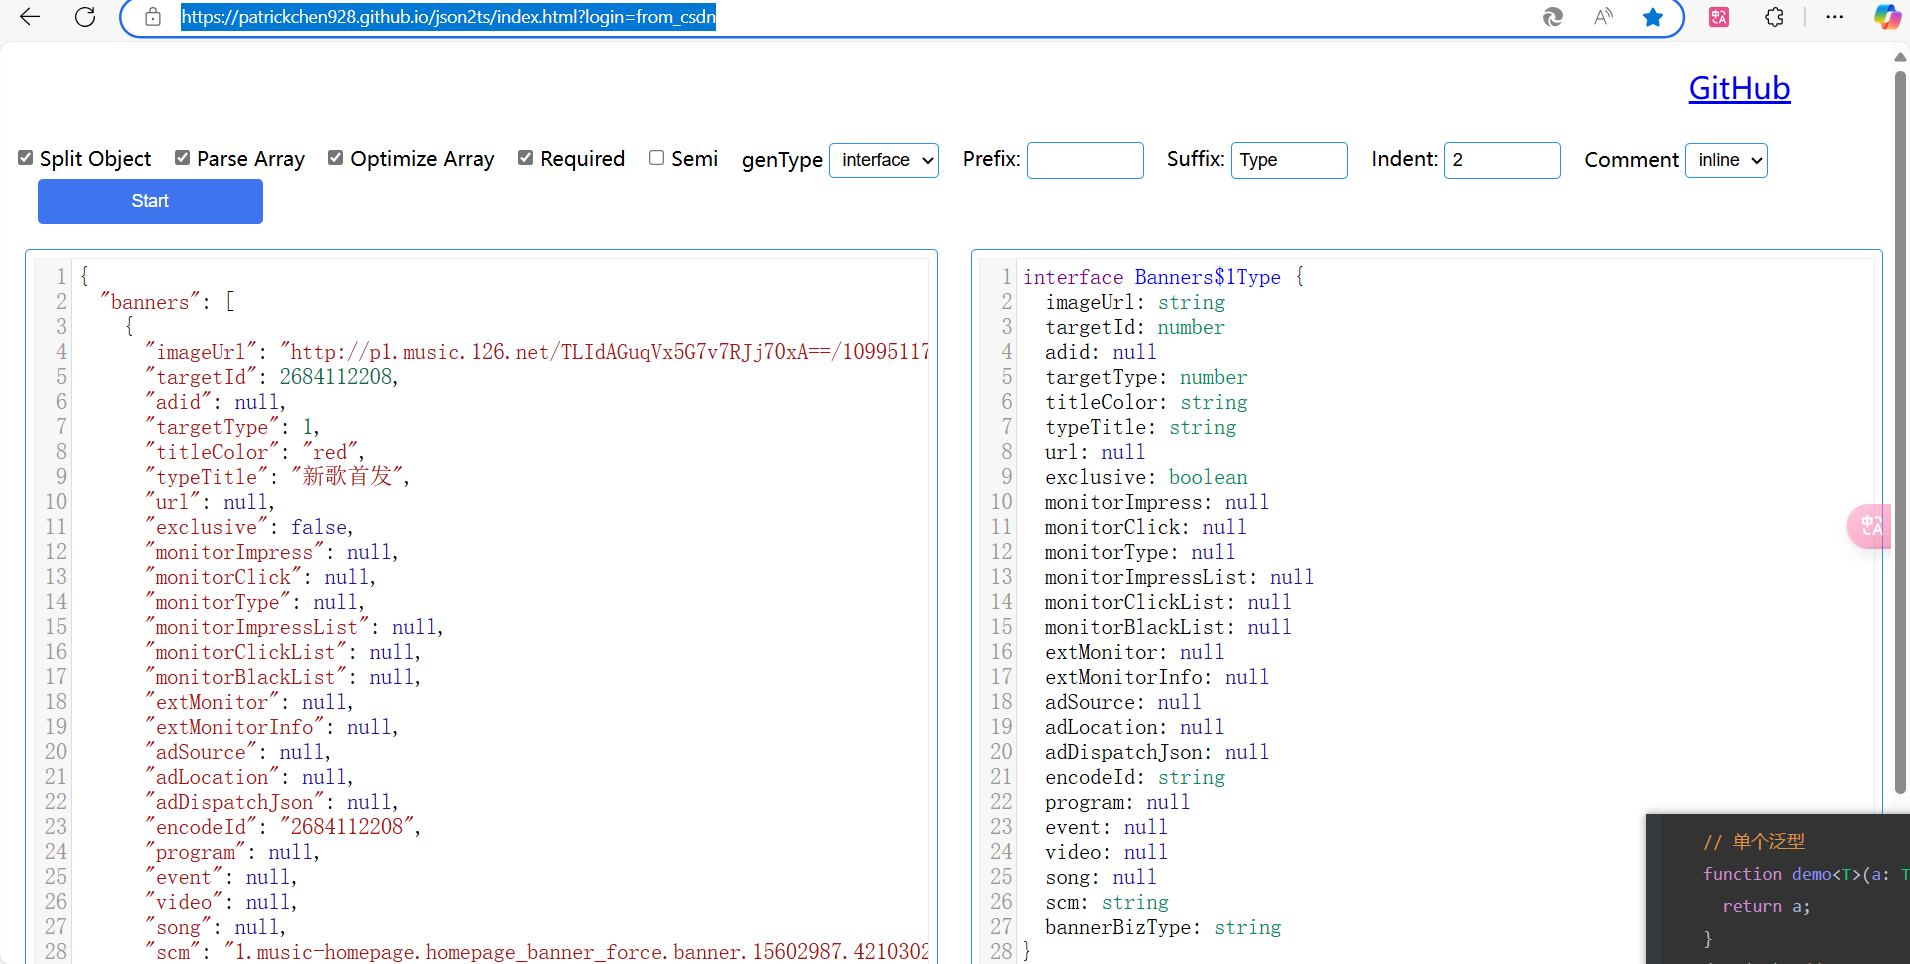 https://patrickchen928.github.io/json2ts/index.html?login=from_csdn
GitHub
Split Object Parse Array Optimize Array Required Semi genType interface Prefix: Suffix: Type Indent: 2 Comment inline
Start
1 {
2 "banners": [
3 {
4 "imageUrl": "http://p1.music.126.net/TLIdAGuqVx5G7v7RJj70xA==/10995117
5 "targetId": 2684112208,
6 "adid": null,
7 "targetType": 1,
8 "titleColor": "red",
9 "typeTitle": "新歌首发",
10 "url": null,
11 "exclusive": false,
12 "monitorImpress": null,
13 "monitorClick": null,
14 "monitorType": null,
15 "monitorImpressList": null,
16 "monitorClickList": null,
17 "monitorBlackList": null,
18 "extMonitor": null,
19 "extMonitorInfo": null,
20 "adSource": null,
21 "adLocation": null,
22 "adDispatchJson": null,
23 "encodeId": "2684112208",
24 "program": null,
25 "event": null,
26 "video": null,
27 "song": null,
28 "scm": "1.music-homepage.homepage_banner_force.banner.15602987.4210302
1 interface Banners$1Type {
2 imageUrl: string
3 targetId: number
4 adid: null
5 targetType: number
6 titleColor: string
7 typeTitle: string
8 url: null
9 exclusive: boolean
10 monitorImpress: null
11 monitorClick: null
12 monitorType: null
13 monitorImpressList: null
14 monitorClickList: null
15 monitorBlackList: null
16 extMonitor: null
17 extMonitorInfo: null
18 adSource: null
19 adLocation: null
20 adDispatchJson: null
21 encodeId: string
22 program: null
23 event: null
24 video: null
25 song: null
26 scm: string
27 bannerBizType: string
28 }
// 单个泛型
function demo<T>(a: T
return a;
}